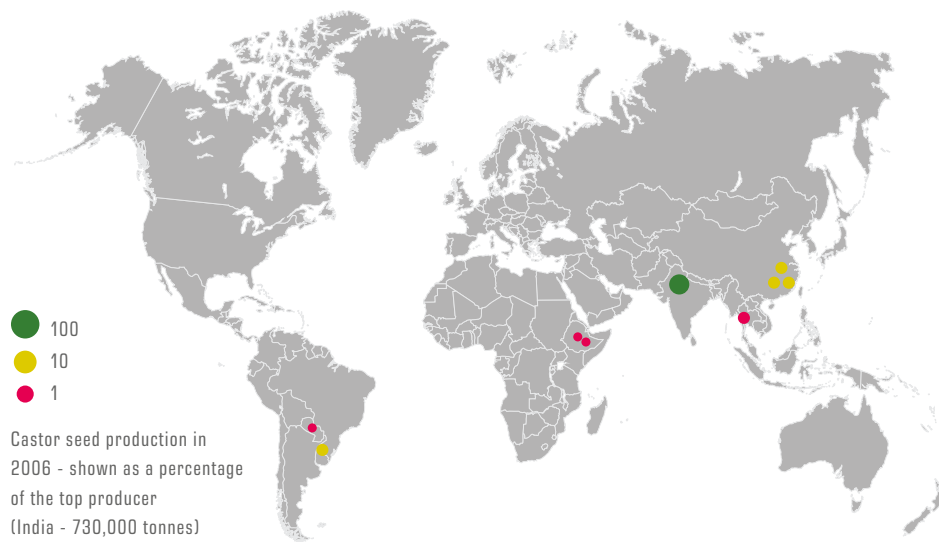 100
10
1
Castor seed production in
2006 - shown as a percentage
of the top producer
(India - 730,000 tonnes)